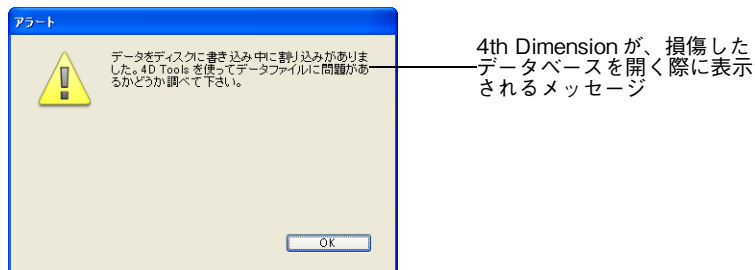 アラート
データをディスクに書き込み中に割り込みがありま
した。4D Tools を使ってデータファイルに問題があ
るかどうか調べて下さい。
OK
4th Dimension が、損傷した
データベースを開く際に表示
されるメッセージ